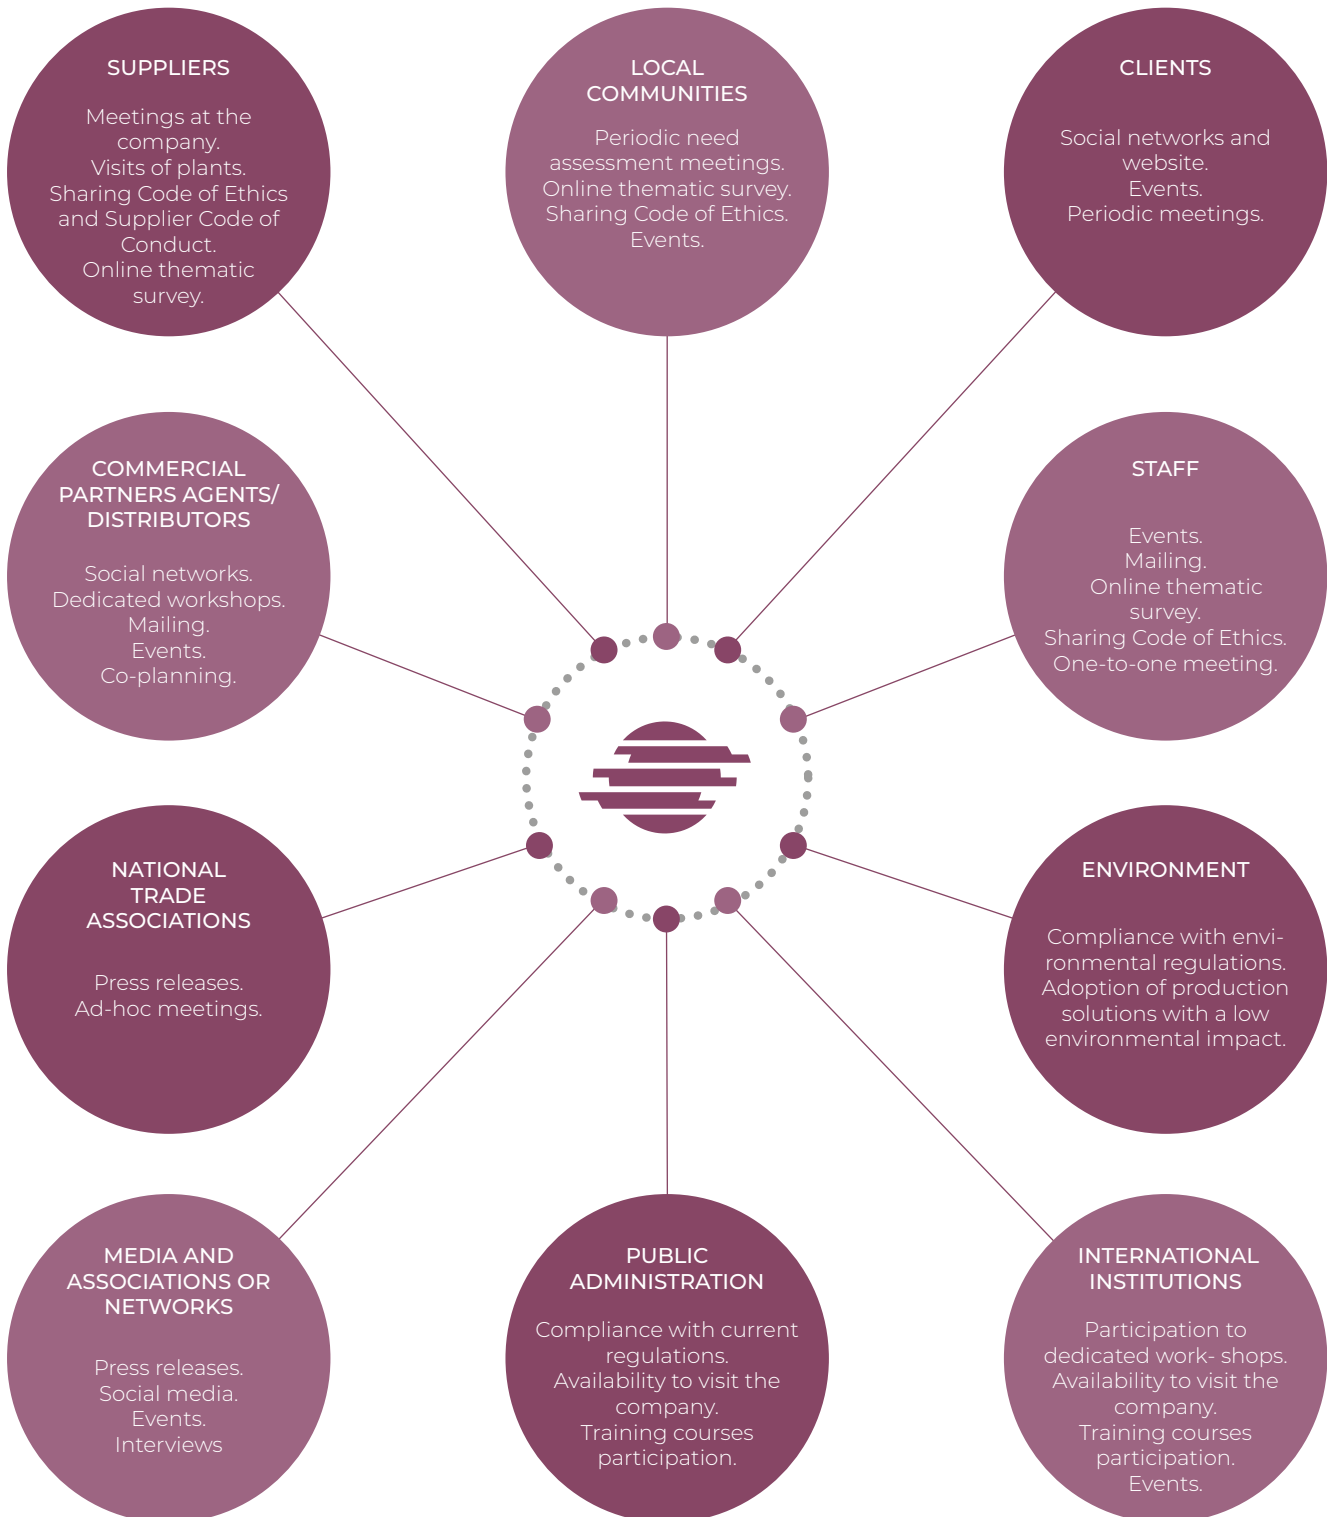 SUPPLIERS
Meetings at the
company.
Visits of plants.
Sharing Code of Ethics
and Supplier Code of
Conduct.
Online thematic
survey.
LOCAL
COMMUNITIES
Periodic need
assessment meetings.
Online thematic survey.
Sharing Code of Ethics.
Events.
CLIENTS
Social networks and
website.
Events.
Periodic meetings.
COMMERCIAL
PARTNERS AGENTS/
DISTRIBUTORS
Social networks.
Dedicated workshops.
Mailing.
Events.
Co-planning.
STAFF
Events.
Mailing.
Online thematic
survey.
Sharing Code of Ethics.
One-to-one meeting.
NATIONAL
TRADE
ASSOCIATIONS
Press releases.
Ad-hoc meetings.
ENVIRONMENT
Compliance with envi-
ronmental regulations.
Adoption of production
solutions with a low
environmental impact.
MEDIA AND
ASSOCIATIONS OR
NETWORKS
Press releases.
Social media.
Events.
Interviews
PUBLIC
ADMINISTRATION
Compliance with current
regulations.
Availability to visit the
company.
Training courses
participation.
INTERNATIONAL
INSTITUTIONS
Participation to
dedicated work- shops.
Availability to visit the
company.
Training courses
participation.
Events.